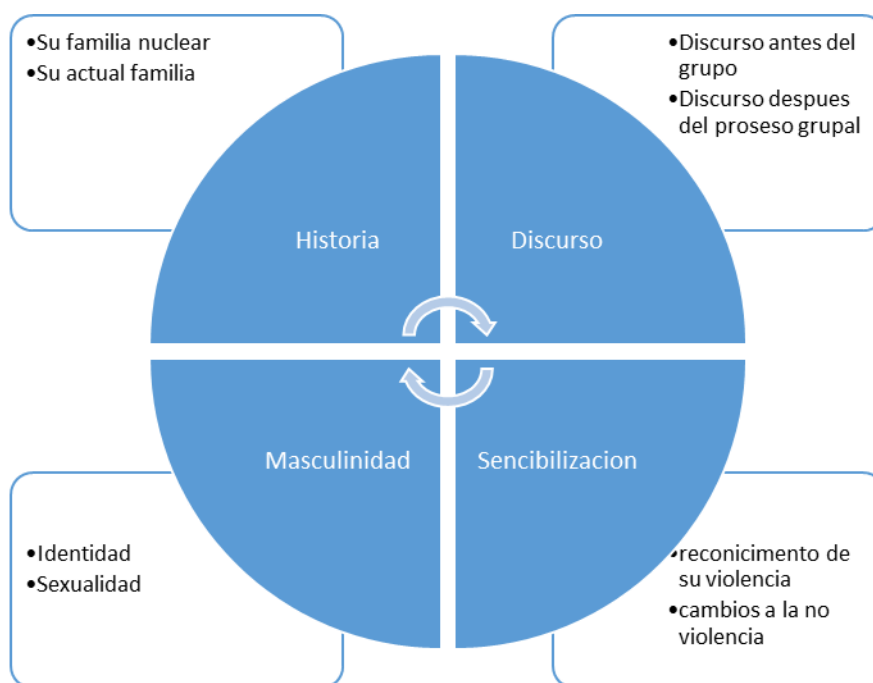 •Su familia nuclear
•Su actual familia
•Discurso antes del
grupo
•Discurso despues
del proseso grupal
Historia
Discurso
Masculinidad
Sencibilizacion
•Identidad
•Sexualidad
•reconicimento de
su violencia
•cambios a la no
violencia